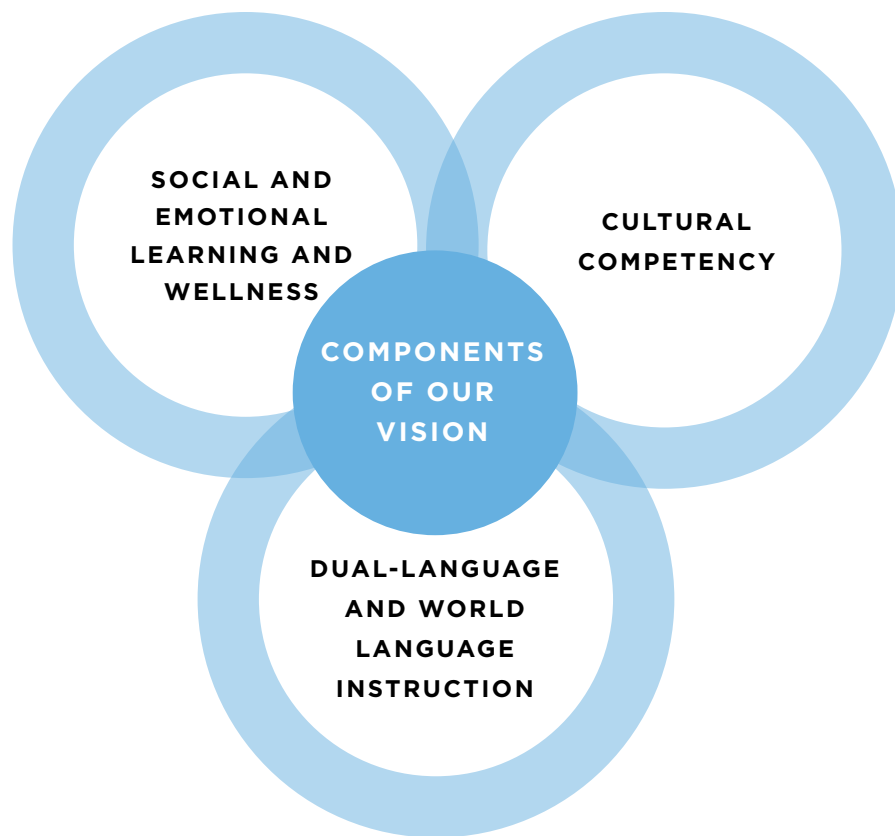 SOCIAL AND
EMOTIONAL
LEARNING AND
WELLNESS
CULTURAL
COMPETENCY
COMPONENTS
OF OUR
VISION
DUAL-LANGUAGE
AND WORLD
LANGUAGE
INSTRUCTION